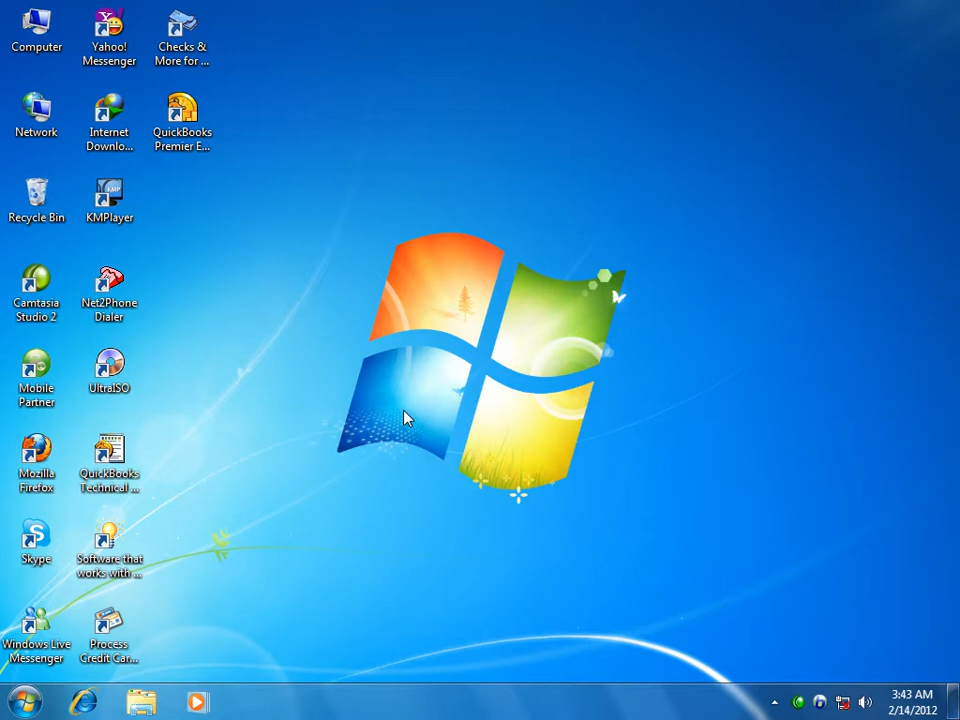 Computer
Yahoo!
Messenger
Checks &
More for ...
Network
Internet
Downlo...
QuickBooks
Premier E...
Recycle Bin
KMP
KMPlayer
Camtasia
Studio 2
Net2Phone
Dialer
Mobile
Partner
UltraISO
Mozilla
Firefox
QuickBooks
Technical ...
Skype
Software that
works with ...
Windows Live
Messenger
Process
Credit Car...
3:43 AM
2/14/2012